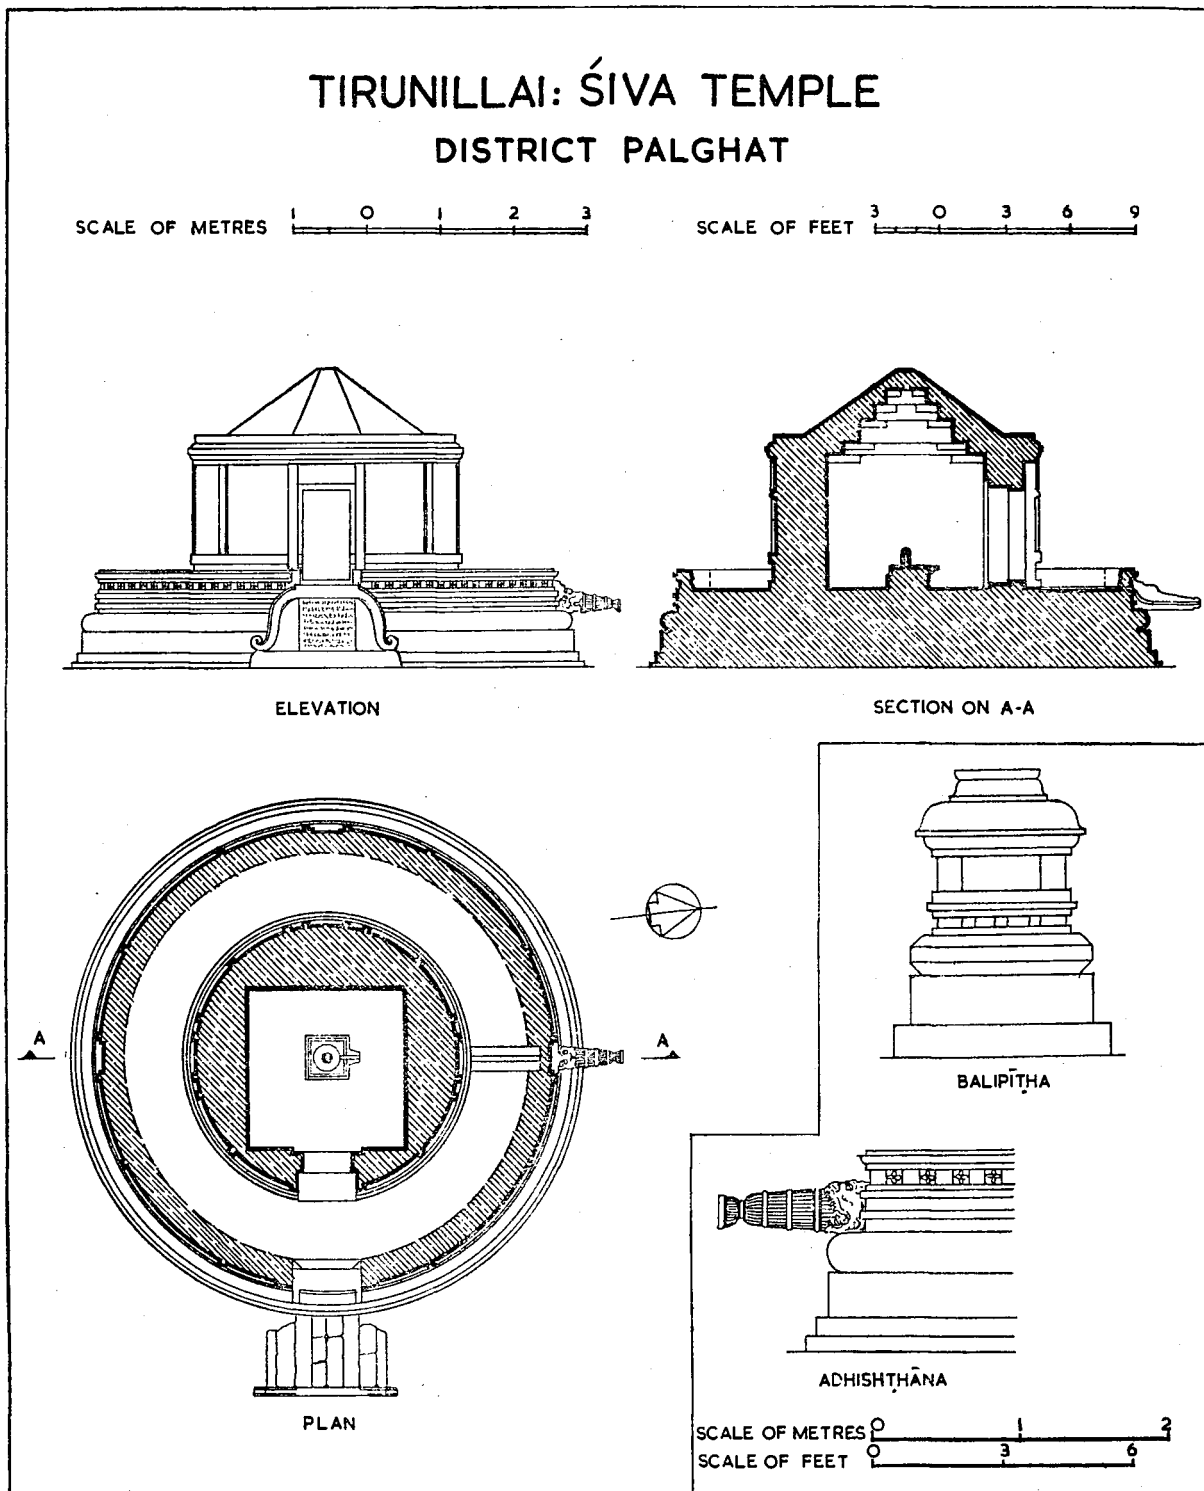 TIRUNILLAI: ŚIVA TEMPLE
DISTRICT PALGHAT
SCALE OF METRES 1 0 1 2 3
SCALE OF FEET 3 0 3 6 9
ELEVATION
SECTION ON A-A
A A
PLAN
BALIPĪṬHA
ADHISHṬHĀNA
SCALE OF METRES 0 1 2
SCALE OF FEET 0 3 6